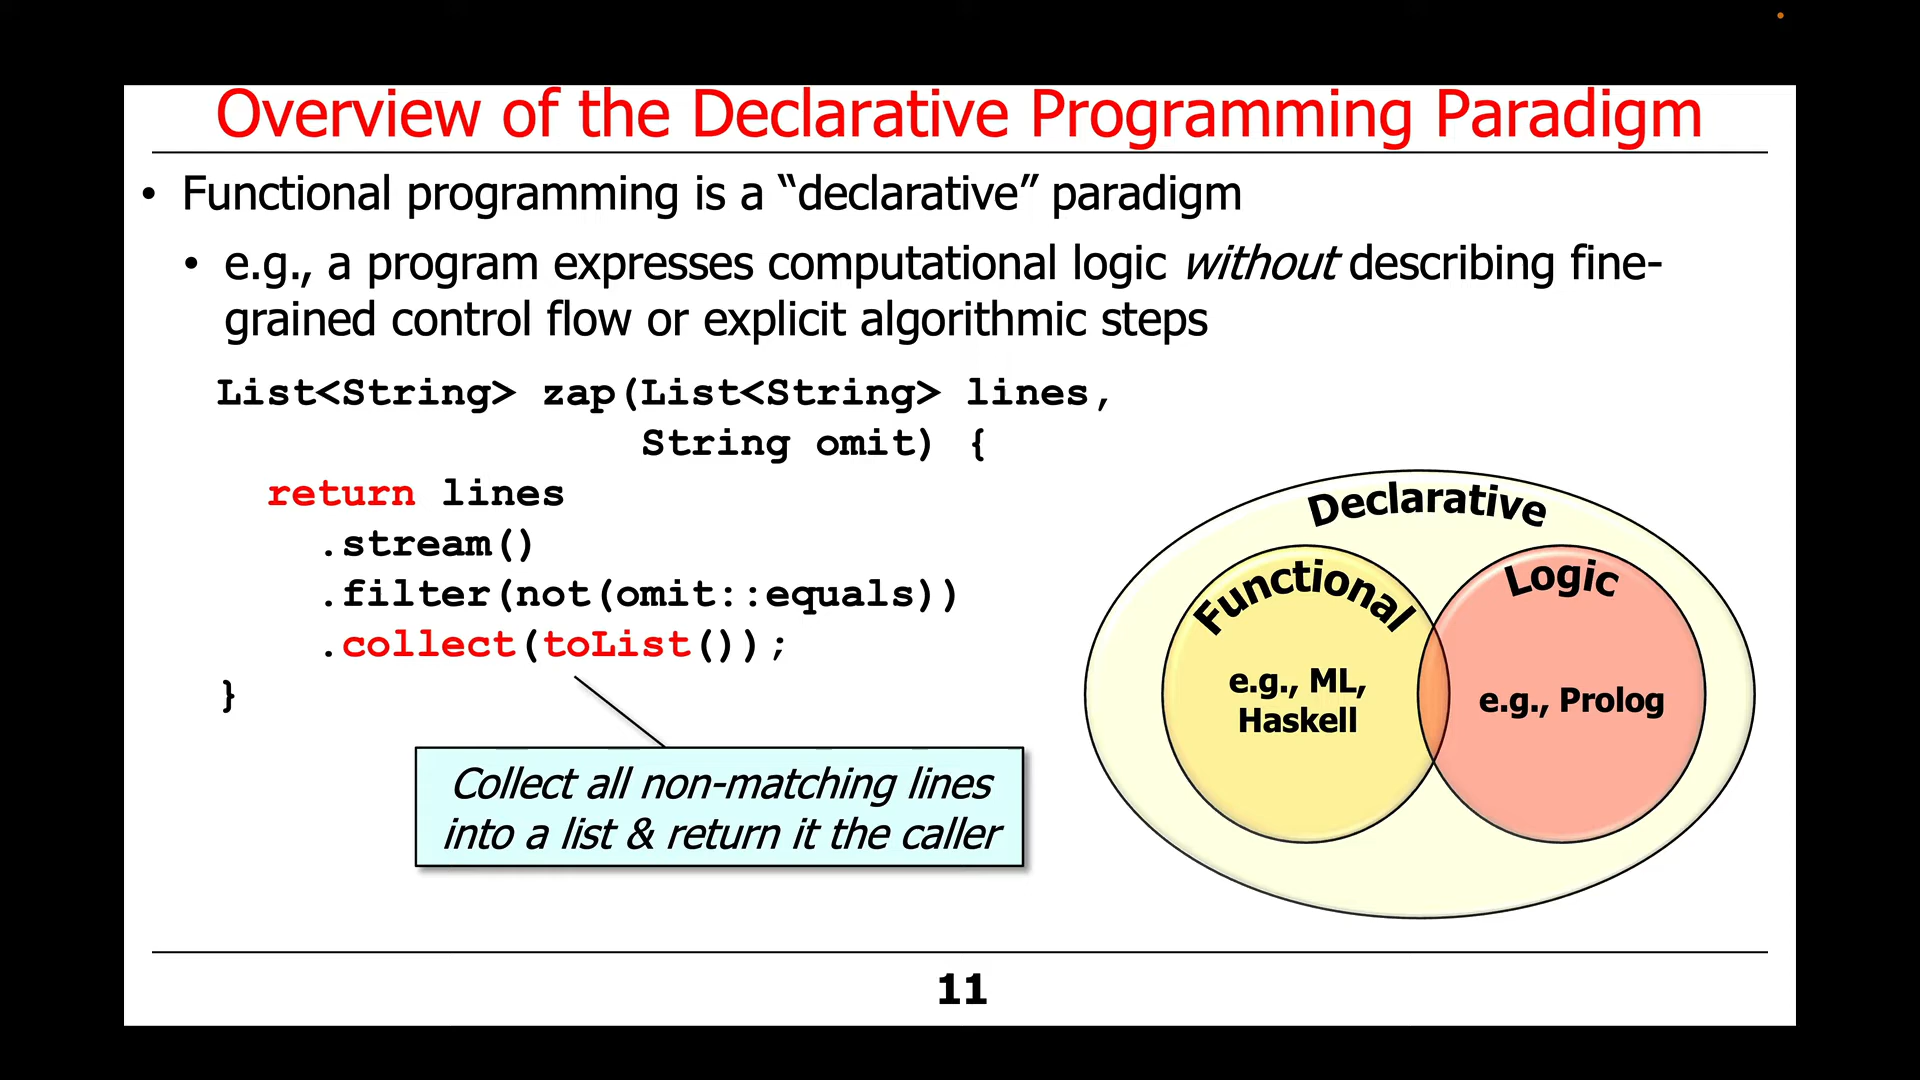 Overview of the Declarative Programming Paradigm
• Functional programming is a “declarative” paradigm
• e.g., a program expresses computational logic without describing fine-
grained control flow or explicit algorithmic steps
List<String> zap(List<String> lines,
String omit) {
return lines
.stream()
.filter(not(omit::equals))
.collect(toList());
}
Collect all non-matching lines
into a list & return it the caller
Declarative
Functional
e.g., ML,
Haskell
Logic
e.g., Prolog
11